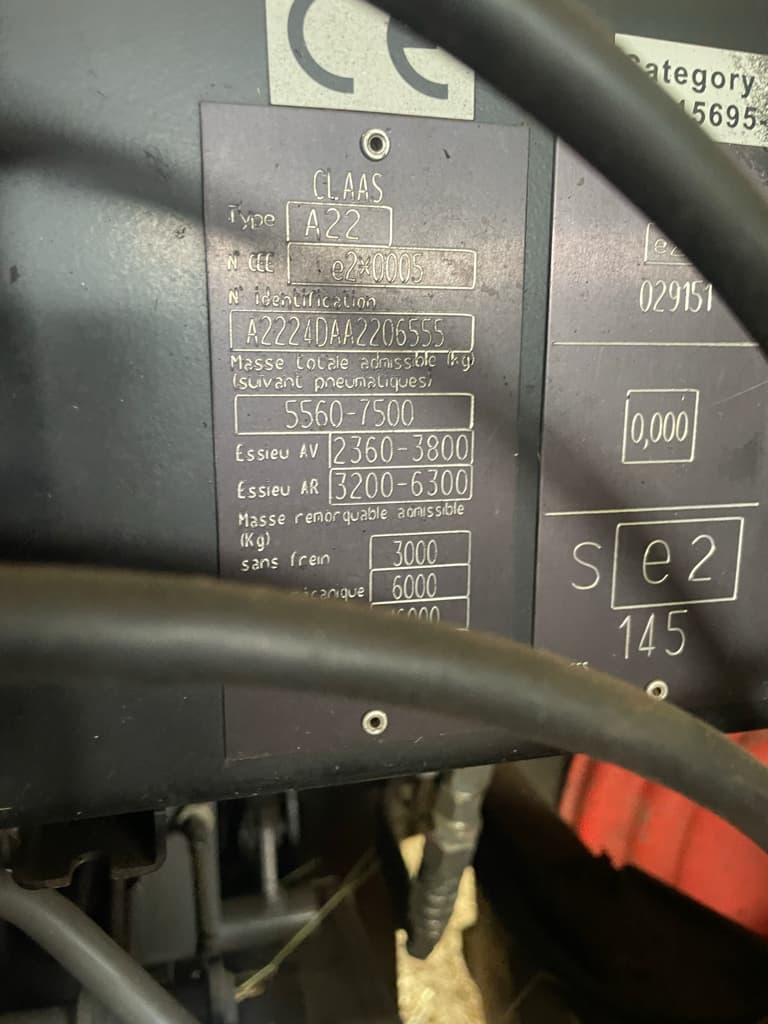 CE
Category
15695-
CLAAS
Type A22
N° CEE e2*0005
N° identification
A2224DAA2206555
Masse totale admissible (kg)
(suivant pneumatiques)
5560-7500
Essieu AV 2360-3800
Essieu AR 3200-6300
Masse remorquable admissible
(Kg)
sans frein 3000
6000
e2
029151
0,000
S e2
145